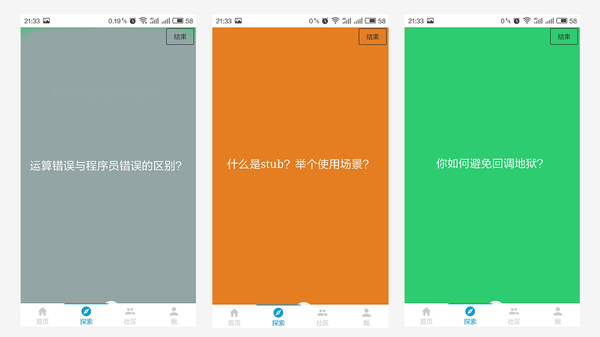 21:33 0.19% 58
结束
运算错误与程序员错误的区别?
首页 探索 社区 我
21:33 0% 58
结束
什么是stub? 举个使用场景?
首页 探索 社区 我
21:33 0% 58
结束
你如何避免回调地狱?
首页 探索 社区 我